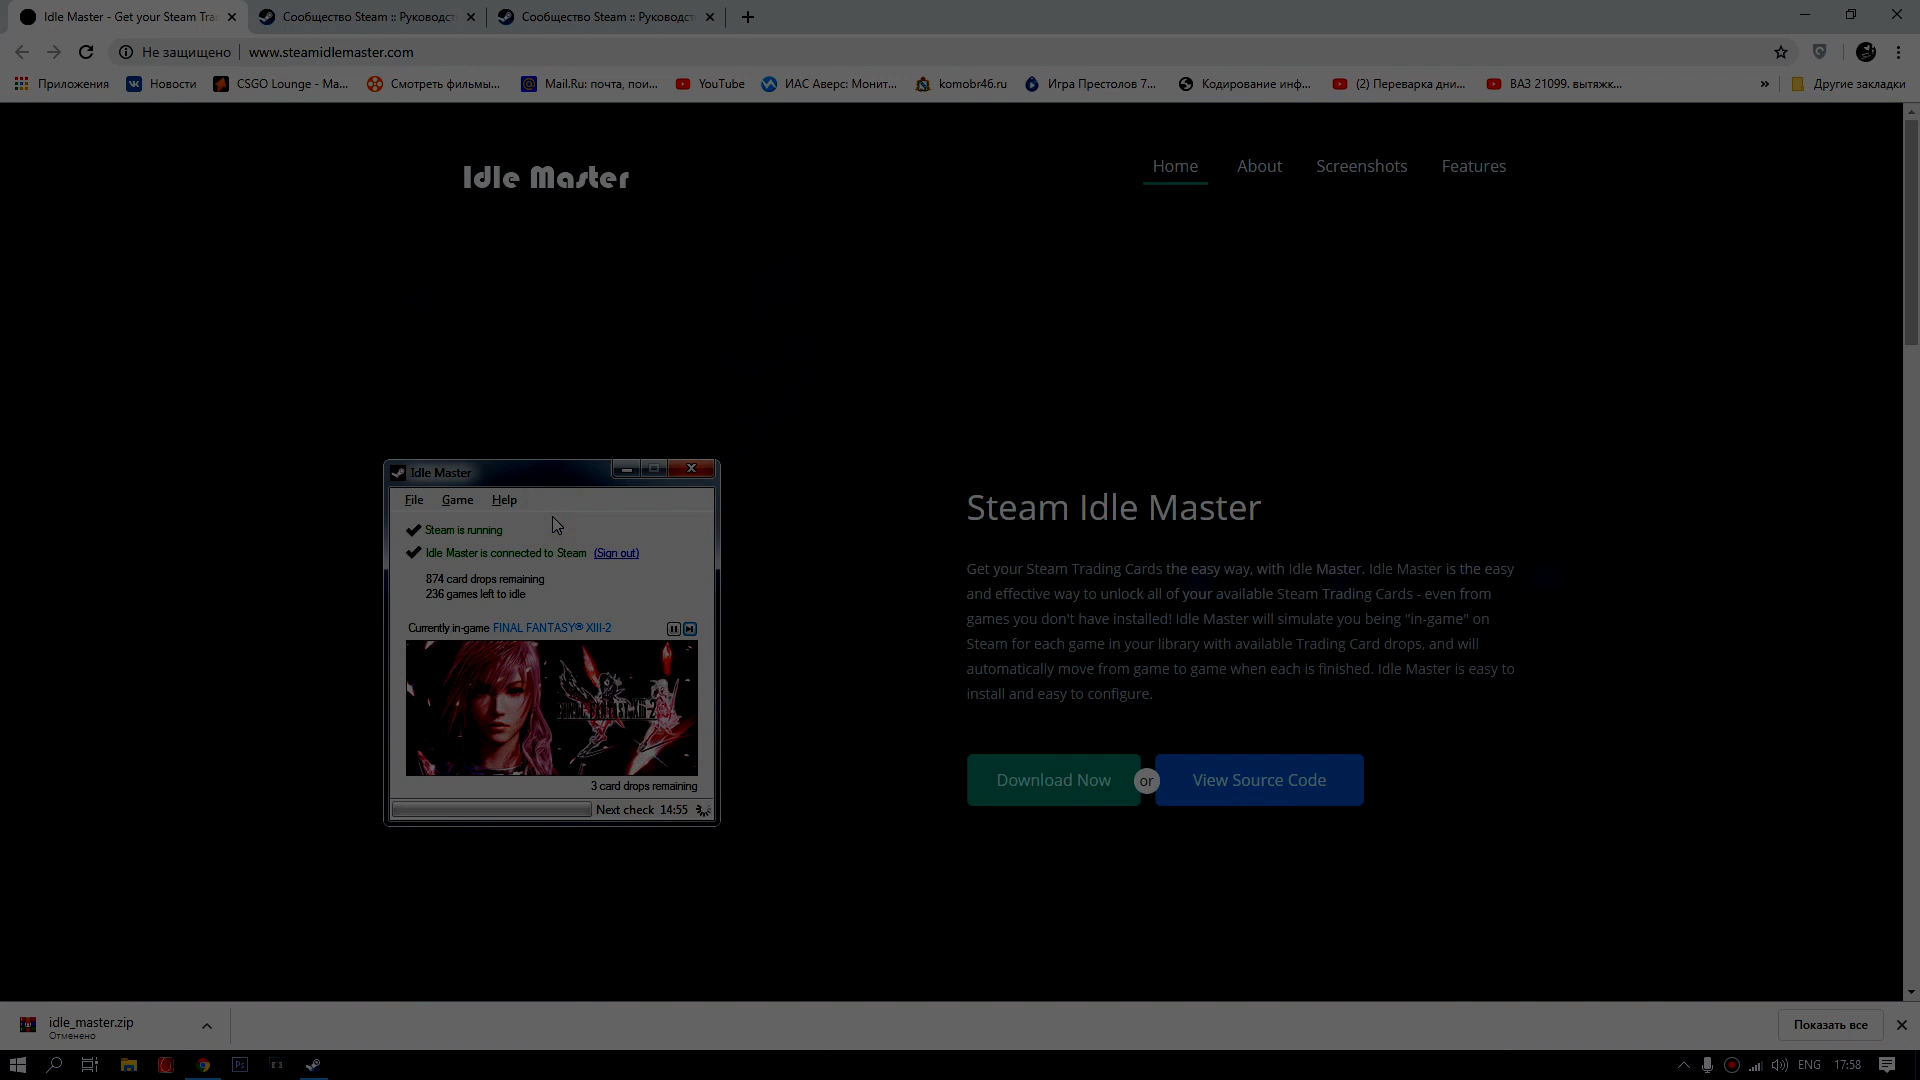 Idle Master - Get your Steam Tra
Сообщество Steam :: Руководст
Сообщество Steam :: Руководст
Не защищено
www.steamidlemaster.com
Приложения
Новости
CSGO Lounge - Ma...
Смотреть фильмы...
Mail.Ru: почта, пои...
YouTube
ИАС Аверс: Монит...
komobr46.ru
Игра Престолов 7...
Кодирование инф...
(2) Переварка дни...
ВАЗ 21099. вытяжк...
»
Другие закладки
Idle Master
Home
About
Screenshots
Features
Idle Master
File Game Help
Steam is running
Idle Master is connected to Steam (Sign out)
874 card drops remaining
236 games left to idle
Currently in-game FINAL FANTASY® XIII-2
3 card drops remaining
Next check 14:55
Steam Idle Master
Get your Steam Trading Cards the easy way, with Idle Master. Idle Master is the easy
and effective way to unlock all of your available Steam Trading Cards - even from
games you don't have installed! Idle Master will simulate you being "in-game" on
Steam for each game in your library with available Trading Card drops, and will
automatically move from game to game when each is finished. Idle Master is easy to
install and easy to configure.
Download Now
or
View Source Code
idle_master.zip
Отменено
Показать все
Ps
ENG
17:58